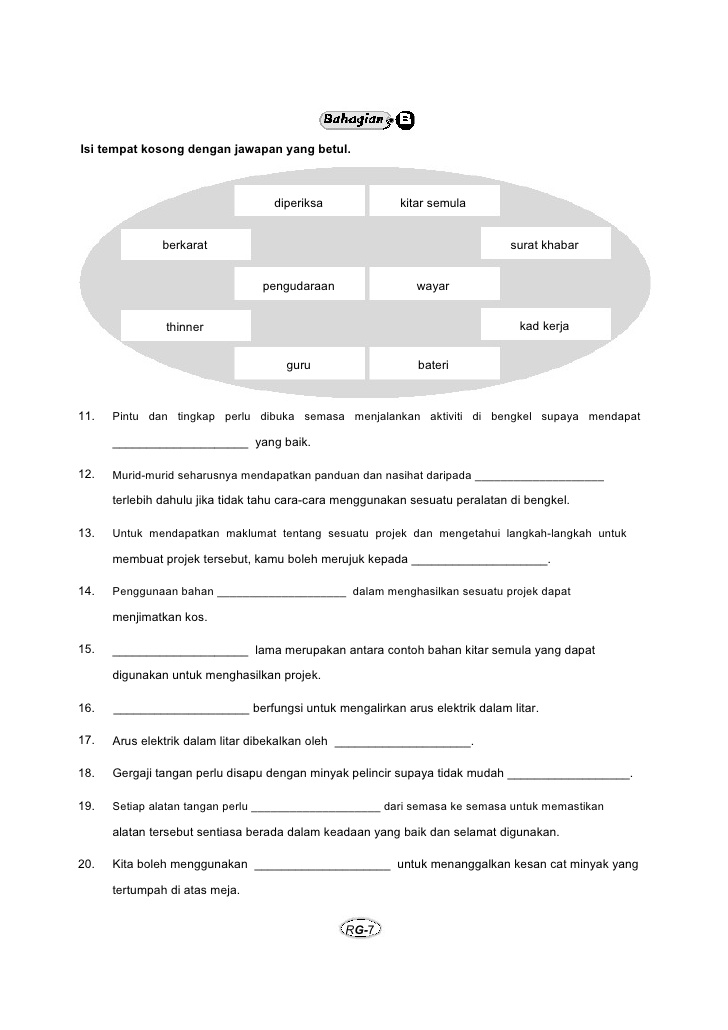 Bahagian B
Isi tempat kosong dengan jawapan yang betul.
diperiksa kitar semula
berkarat surat khabar
pengudaraan wayar
thinner kad kerja
guru bateri
11. Pintu dan tingkap perlu dibuka semasa menjalankan aktiviti di bengkel supaya mendapat
____________________ yang baik.
12. Murid-murid seharusnya mendapatkan panduan dan nasihat daripada ____________________
terlebih dahulu jika tidak tahu cara-cara menggunakan sesuatu peralatan di bengkel.
13. Untuk mendapatkan maklumat tentang sesuatu projek dan mengetahui langkah-langkah untuk
membuat projek tersebut, kamu boleh merujuk kepada ____________________.
14. Penggunaan bahan ____________________ dalam menghasilkan sesuatu projek dapat
menjimatkan kos.
15. ____________________ lama merupakan antara contoh bahan kitar semula yang dapat
digunakan untuk menghasilkan projek.
16. ____________________ berfungsi untuk mengalirkan arus elektrik dalam litar.
17. Arus elektrik dalam litar dibekalkan oleh ____________________.
18. Gergaji tangan perlu disapu dengan minyak pelincir supaya tidak mudah __________________.
19. Setiap alatan tangan perlu ____________________ dari semasa ke semasa untuk memastikan
alatan tersebut sentiasa berada dalam keadaan yang baik dan selamat digunakan.
20. Kita boleh menggunakan ____________________ untuk menanggalkan kesan cat minyak yang
tertumpah di atas meja.
RG-7